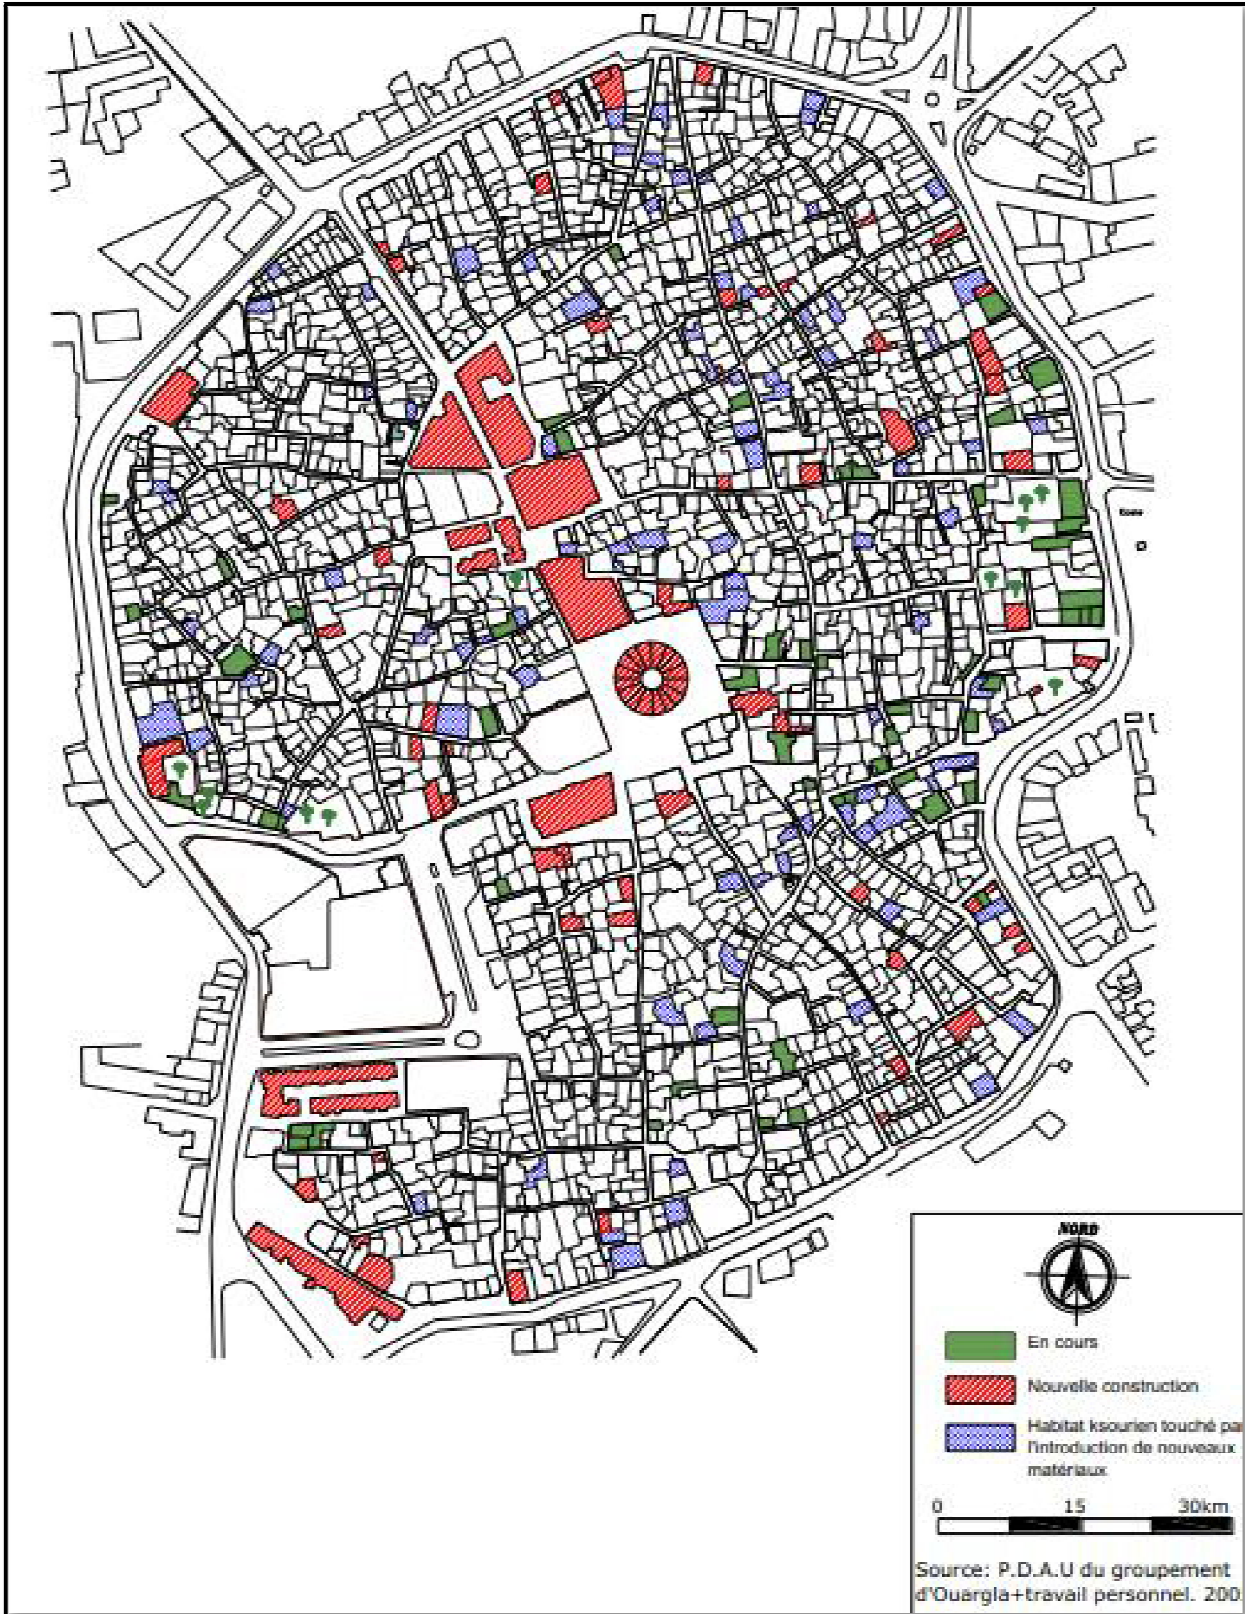 NORD
En cours
Nouvelle construction
Habitat ksourien touché pa
l'introduction de nouveaux
matériaux
0 15 30km
Source: P.D.A.U du groupement
d'Ouargla+travail personnel. 200